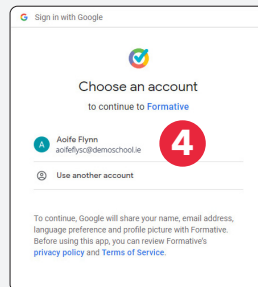 Sign in with Google
Choose an account
to continue to Formative
A
Aoife Flynn
aoifeflysc@demoschool.ie
4
Use another account
To continue, Google will share your name, email address,
language preference and profile picture with Formative.
Before using this app, you can review Formative's
privacy policy and Terms of Service.